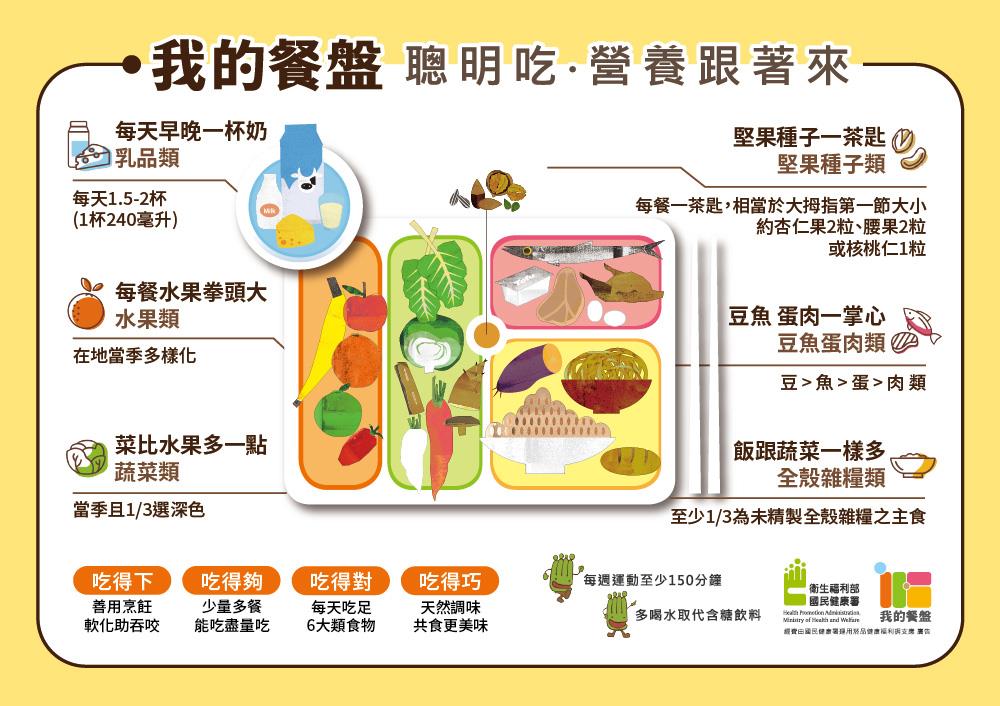 我的餐盤 聰明吃·營養跟著來
每天早晚一杯奶
乳品類
每天1.5-2杯
(1杯240毫升)
Milk
每餐水果拳頭大
水果類
在地當季多樣化
菜比水果多一點
蔬菜類
當季且1/3選深色
堅果種子一茶匙
堅果種子類
每餐一茶匙,相當於大拇指第一節大小
約杏仁果2粒、腰果2粒
或核桃仁1粒
豆魚 蛋肉一掌心
豆魚蛋肉類
豆>魚>蛋>肉類
飯跟蔬菜一樣多
全穀雜糧類
至少1/3為未精製全穀雜糧之主食
吃得下
善用烹飪
軟化助吞咬
吃得夠
少量多餐
能吃盡量吃
吃得對
每天吃足
6大類食物
吃得巧
天然調味
共食更美味
每週運動至少150分鐘
多喝水取代含糖飲料
衛生福利部
國民健康署
Health Promotion Administration,
Ministry of Health and Welfare
我的餐盤
經費由國民健康署運用菸品健康福利捐支應 廣告